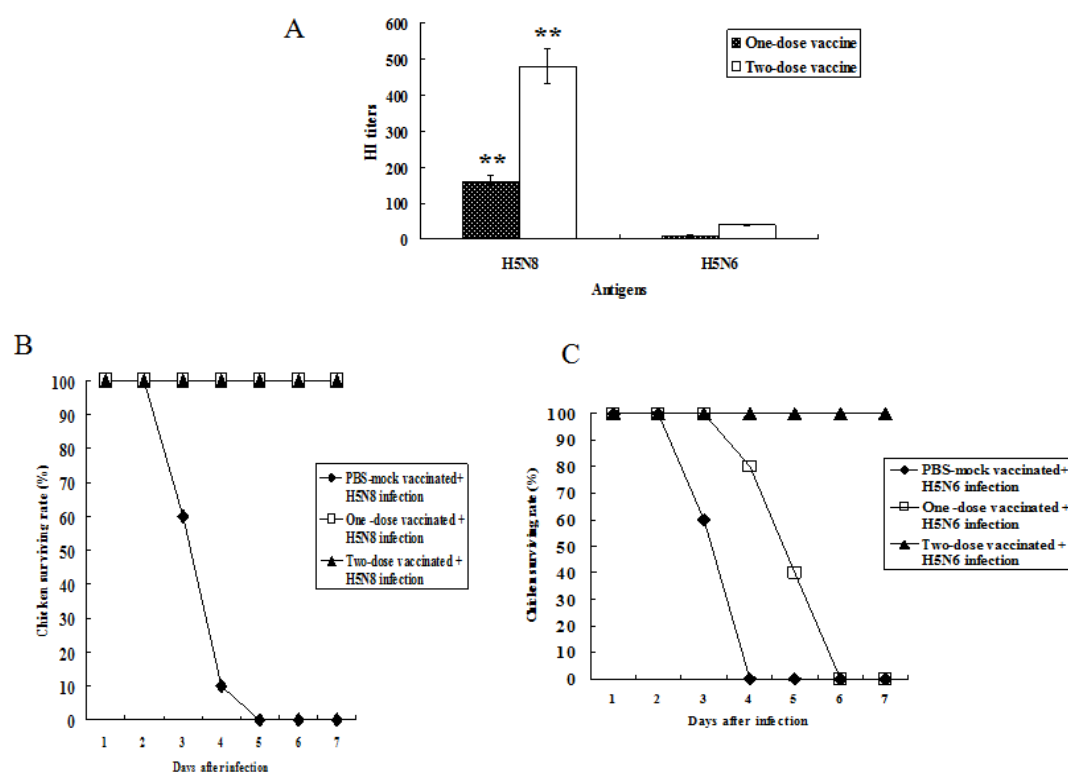 A
600
500
400
300
200
100
0
HI titers
**
**
One-dose vaccine
Two-dose vaccine
H5N8
H5N6
Antigens
B
100
90
80
70
60
50
40
30
20
10
0
Chicken surviving rate (%)
1 2 3 4 5 6 7
Days after infection
PBS-mock vaccinated+
H5N8 infection
One -dose vaccinated +
H5N8 infection
Two-dose vaccinated +
H5N8 infection
C
100
90
80
70
60
50
40
30
20
10
0
Chicken surviving rate (%)
1 2 3 4 5 6 7
Days after infection
PBS-mock vaccinated+
H5N6 infection
One -dose vaccinated +
H5N6 infection
Two-dose vaccinated +
H5N6 infection